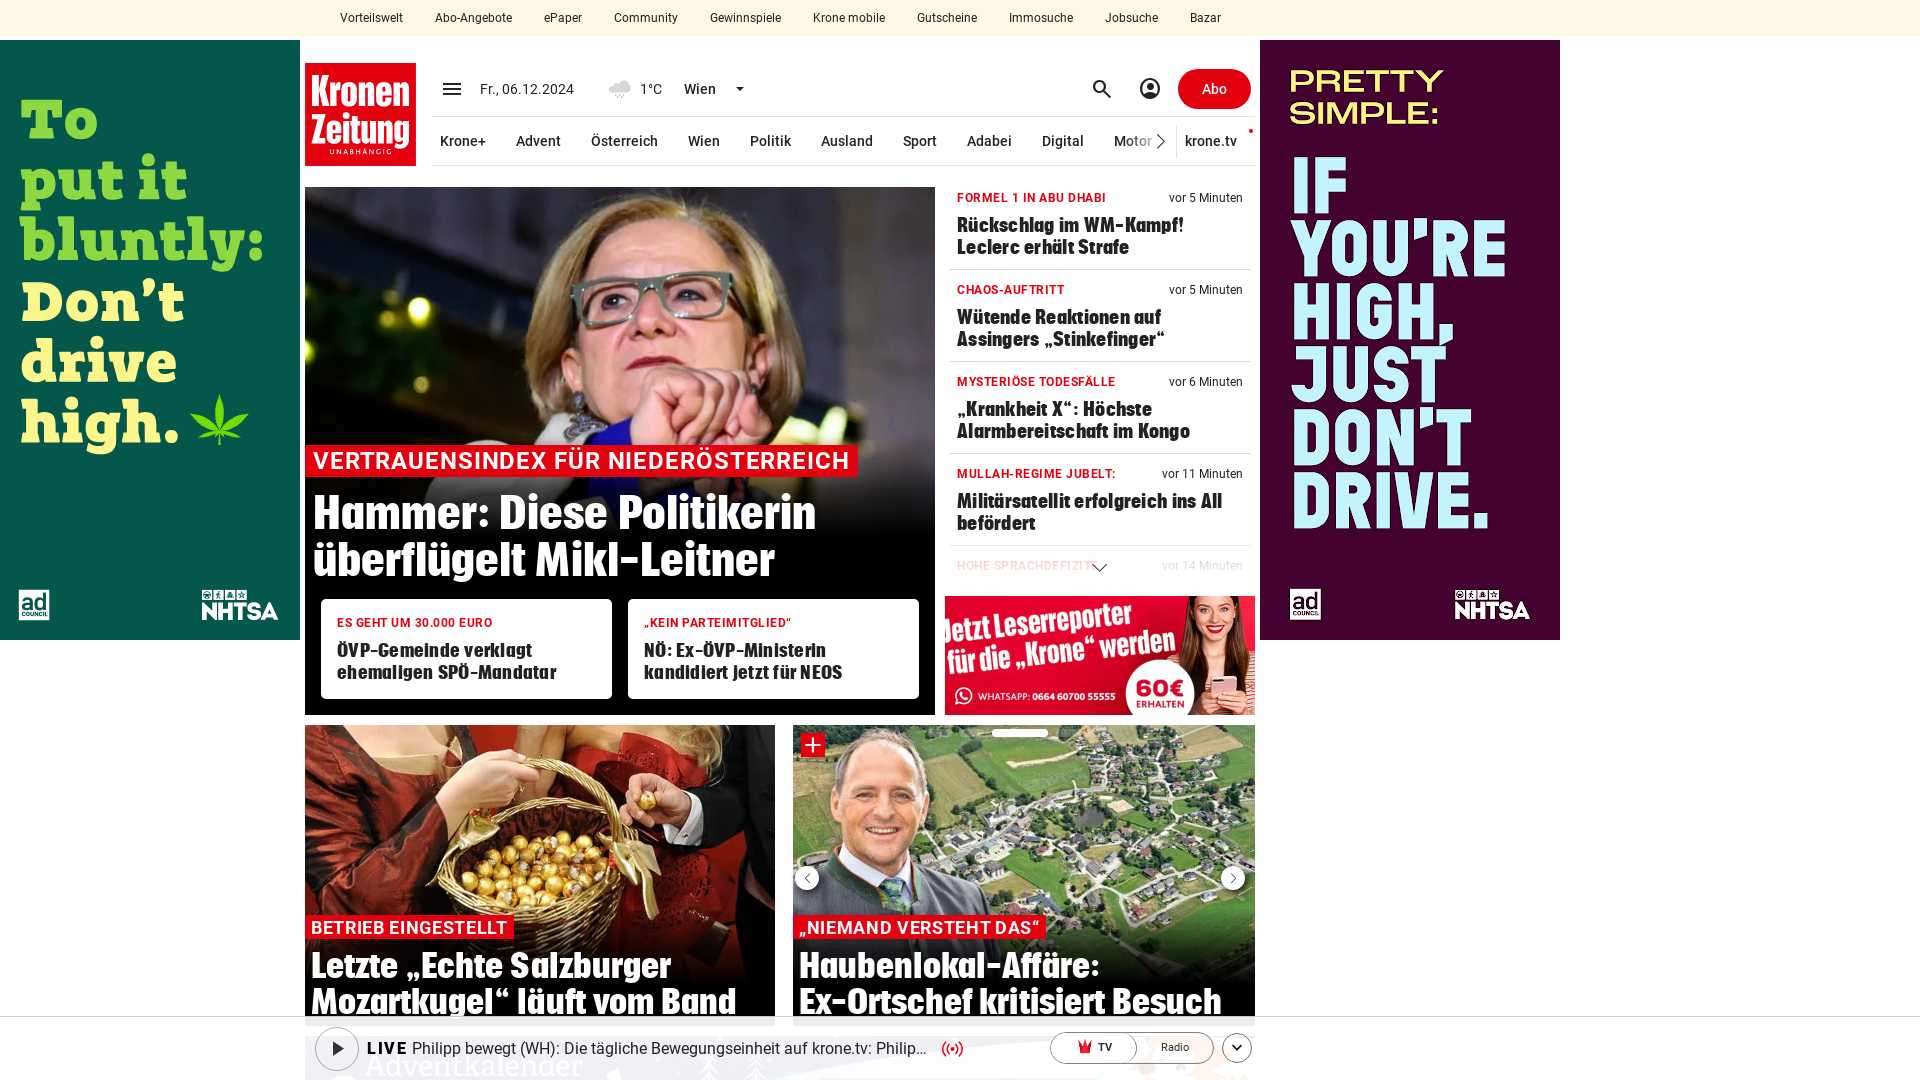 Vorteilswelt Abo-Angebote ePaper Community Gewinnspiele Krone mobile Gutscheine Immosuche Jobsuche Bazar
To
put it
bluntly:
Don't
drive
high.
ad
COUNCIL
NHTSA
Kronen
Zeitung
UNABHÄNGIG
Fr., 06.12.2024 1°C Wien Abo
Krone+ Advent Österreich Wien Politik Ausland Sport Adabei Digital Motor krone.tv
VERTRAUENSINDEX FÜR NIEDERÖSTERREICH
Hammer: Diese Politikerin
überflügelt Mikl-Leitner
ES GEHT UM 30.000 EURO
ÖVP-Gemeinde verklagt
ehemaligen SPÖ-Mandatar
„KEIN PARTEIMITGLIED“
NÖ: Ex-ÖVP-Ministerin
kandidiert jetzt für NEOS
FORMEL 1 IN ABU DHABI vor 5 Minuten
Rückschlag im WM-Kampf!
Leclerc erhält Strafe
CHAOS-AUFTRITT vor 5 Minuten
Wütende Reaktionen auf
Assingers „Stinkefinger“
MYSTERIÖSE TODESFÄLLE vor 6 Minuten
„Krankheit X“: Höchste
Alarmbereitschaft im Kongo
MULLAH-REGIME JUBELT: vor 11 Minuten
Militärsatellit erfolgreich ins All
befördert
HOHE SPRACHDEFIZITE vor 14 Minuten
Jetzt Leserreporter
für die „Krone“ werden
WHATSAPP: 0664 60700 55555
60€
ERHALTEN
PRETTY
SIMPLE:
IF
YOU'RE
HIGH,
JUST
DON'T
DRIVE.
ad
COUNCIL
NHTSA
BETRIEB EINGESTELLT
Letzte „Echte Salzburger
Mozartkugel“ läuft vom Band
„NIEMAND VERSTEHT DAS“
Haubenlokal-Affäre:
Ex-Ortschef kritisiert Besuch
LIVE Philipp bewegt (WH): Die tägliche Bewegungseinheit auf krone.tv: Philip...
TV Radio
Adventkalender